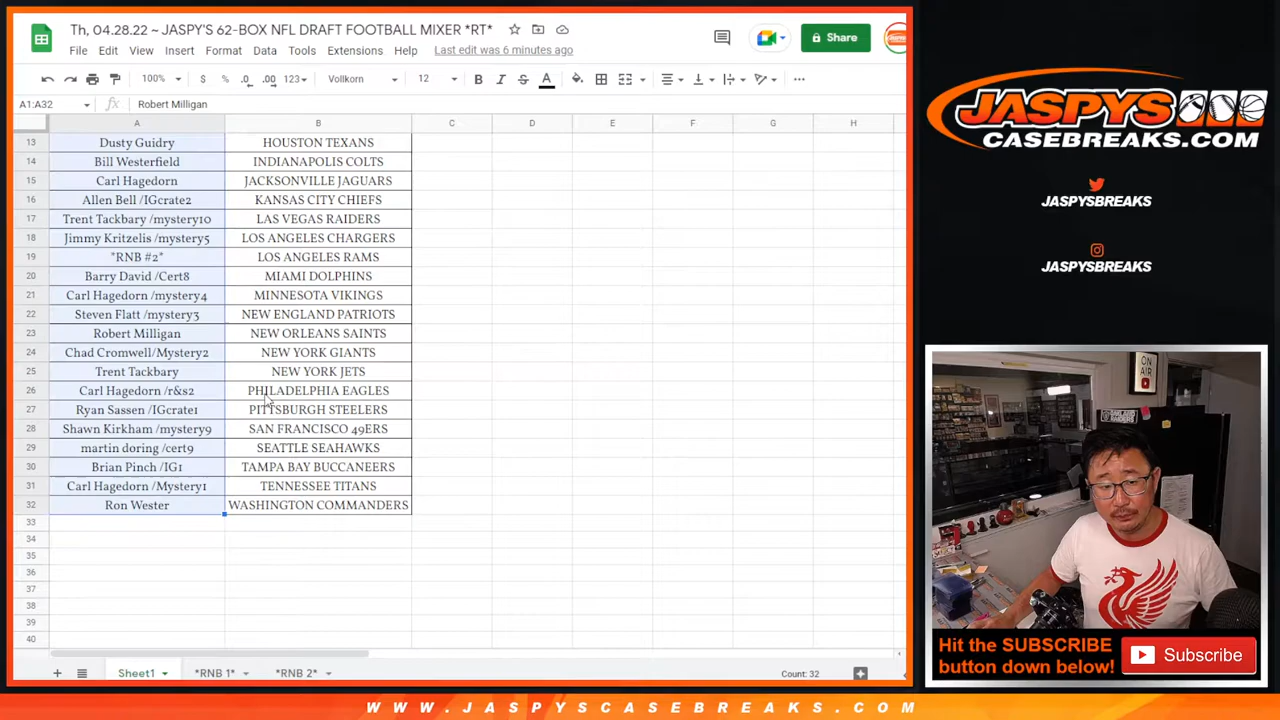 Th, 04.28.22 ~ JASPY'S 62-BOX NFL DRAFT FOOTBALL MIXER *RT*
File Edit View Insert Format Data Tools Extensions Help Last edit was 6 minutes ago
Share
100% $ % .0 .00 123 Vollkorn 12 B I S A
A1:A32 fx Robert Milligan
A B C D E F G H
13 Dusty Guidry HOUSTON TEXANS
14 Bill Westerfield INDIANAPOLIS COLTS
15 Carl Hagedorn JACKSONVILLE JAGUARS
16 Allen Bell /IGcrate2 KANSAS CITY CHIEFS
17 Trent Tackbary /mystery10 LAS VEGAS RAIDERS
18 Jimmy Kritzelis /mystery5 LOS ANGELES CHARGERS
19 "RNB #2" LOS ANGELES RAMS
20 Barry David /Cert8 MIAMI DOLPHINS
21 Carl Hagedorn /mystery4 MINNESOTA VIKINGS
22 Steven Flatt /mystery3 NEW ENGLAND PATRIOTS
23 Robert Milligan NEW ORLEANS SAINTS
24 Chad Cromwell/Mystery2 NEW YORK GIANTS
25 Trent Tackbary NEW YORK JETS
26 Carl Hagedorn /r&s2 PHILADELPHIA EAGLES
27 Ryan Sassen /IGcrate1 PITTSBURGH STEELERS
28 Shawn Kirkham /mystery9 SAN FRANCISCO 49ERS
29 martin doring /cert9 SEATTLE SEAHAWKS
30 Brian Pinch /IG1 TAMPA BAY BUCCANEERS
31 Carl Hagedorn /Mystery1 TENNESSEE TITANS
32 Ron Wester WASHINGTON COMMANDERS
33
34
35
36
37
38
39
40
Sheet1 *RNB 1* *RNB 2* Count: 32
JASPYS
CASEBREAKS.COM
JASPYSBREAKS
JASPYSBREAKS
ON AIR
Hit the SUBSCRIBE
button down below!
Subscribe
WWW.JASPYSCASEBREAKS.COM